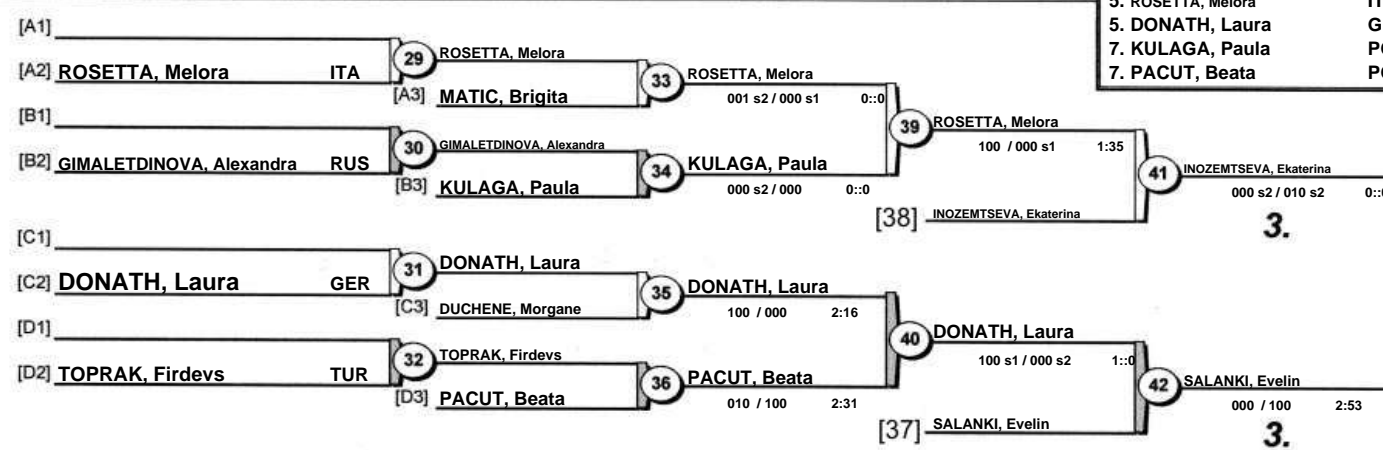 5. ROSETTA, Melora
5. DONATH, Laura G
7. KULAGA, Paula
7. PACUT, Beata
[A1]
[A2] ROSETTA, Melora ITA
29
ROSETTA, Melora
[A3] MATIC, Brigita
33
ROSETTA, Melora
001 s2 / 000 s1 0::0
[B1]
[B2] GIMALETDINOVA, Alexandra RUS
30
GIMALETDINOVA, Alexandra
[B3] KULAGA, Paula
34
KULAGA, Paula
000 s2 / 000 0::0
39
ROSETTA, Melora
100 / 000 s1 1:35
[38] INOZEMTSEVA, Ekaterina
41
INOZEMTSEVA, Ekaterina
000 s2 / 010 s2
3.
[C1]
[C2] DONATH, Laura GER
31
DONATH, Laura
[C3] DUCHENE, Morgane
35
DONATH, Laura
100 / 000 2:16
[D1]
[D2] TOPRAK, Firdevs TUR
32
TOPRAK, Firdevs
[D3] PACUT, Beata
36
PACUT, Beata
010 / 100 2:31
40
DONATH, Laura
100 s1 / 000 s2 1::0
[37] SALANKI, Evelin
42
SALANKI, Evelin
000 / 100 2:53
3.